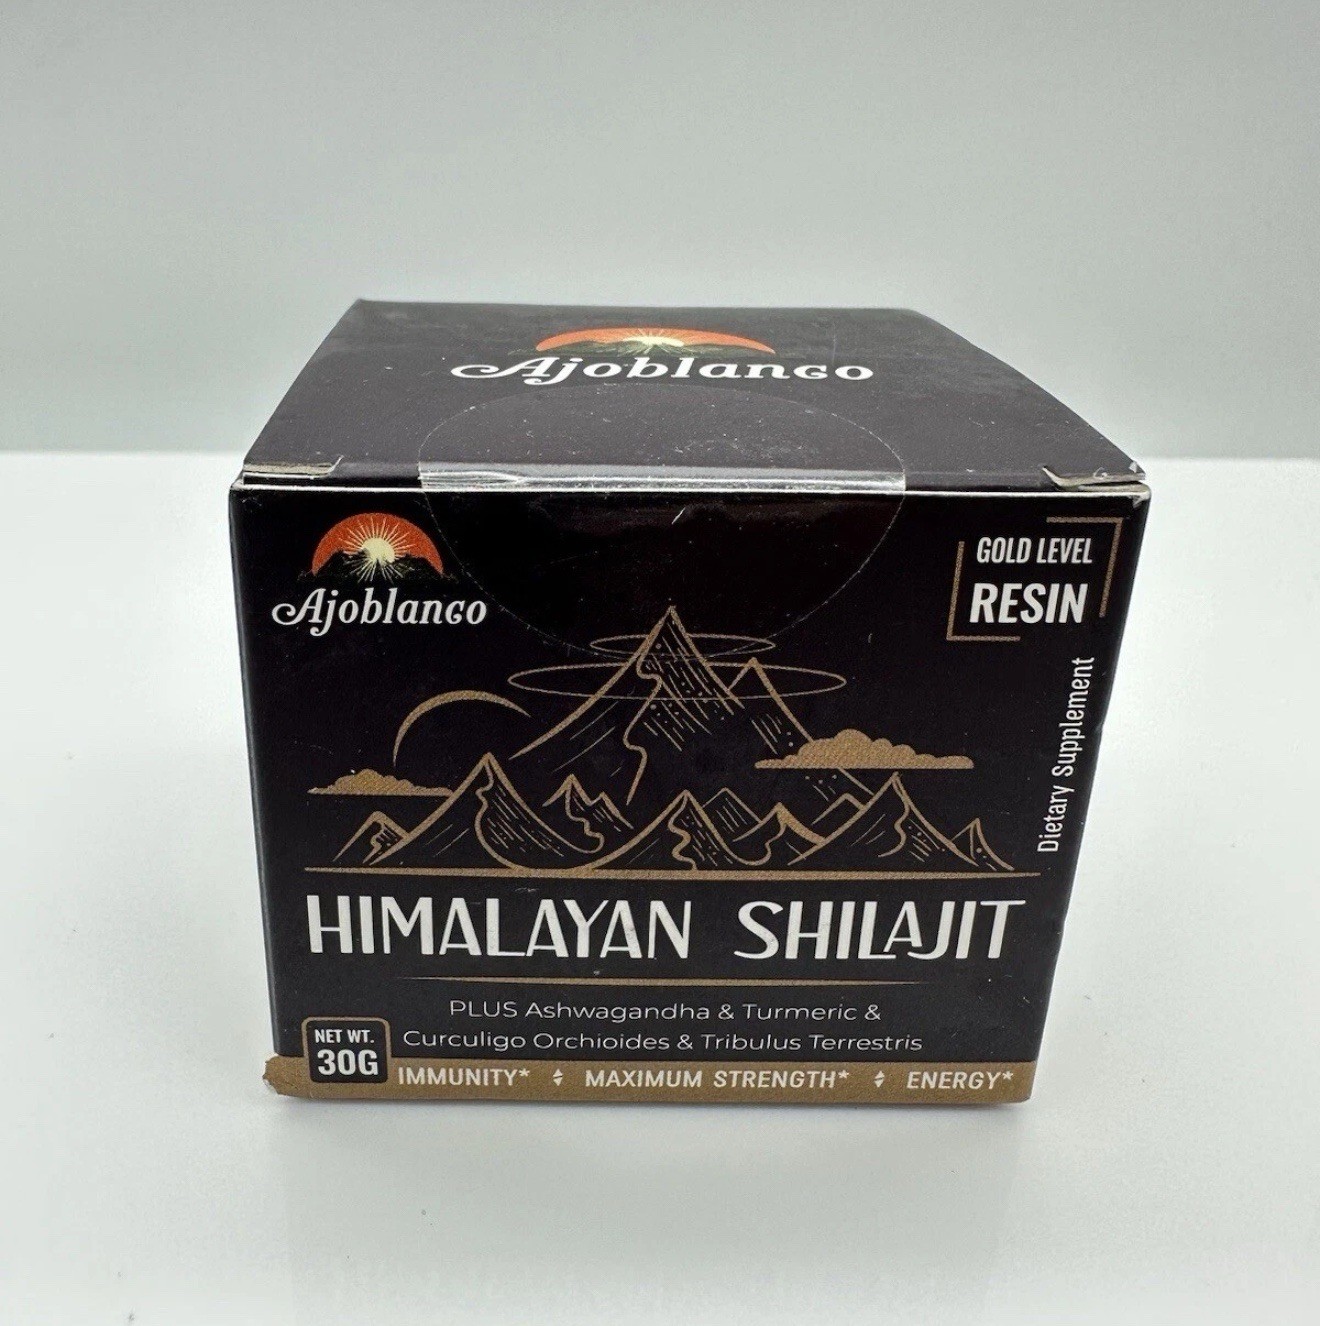 Ajoblanco
Ajoblanco
GOLD LEVEL
RESIN
Dietary Supplement
HIMALAYAN SHILAJIT
PLUS Ashwagandha & Turmeric &
Curculigo Orchioides & Tribulus Terrestris
NET WT.
30G
IMMUNITY* MAXIMUM STRENGTH* ENERGY*